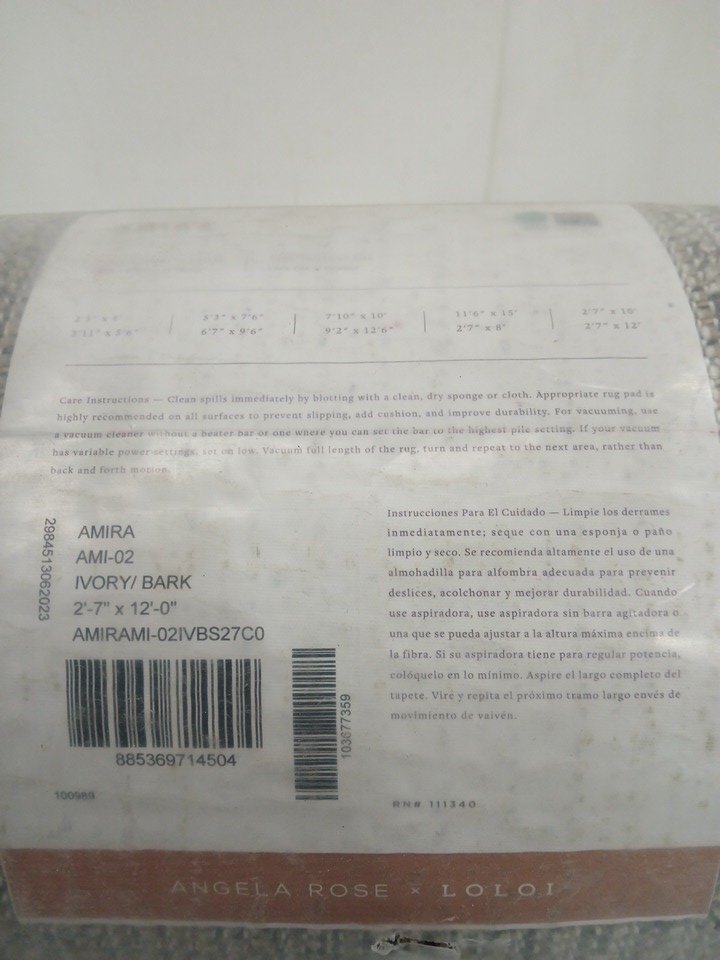 2'3" x 4' | 5'3" x 7'6" | 7'10" x 10' | 11'6" x 15' | 2'7" x 10'
3'11" x 5'6" | 6'7" x 9'6" | 9'2" x 12'6" | 2'7" x 8' | 2'7" x 12'
Care Instructions — Clean spills immediately by blotting with a clean, dry sponge or cloth. Appropriate rug pad is
highly recommended on all surfaces to prevent slipping, add cushion, and improve durability. For vacuuming, use
a vacuum cleaner without a beater bar or one where you can set the bar to the highest pile setting. If your vacuum
has variable power settings, set on low. Vacuum full length of the rug, turn and repeat to the next area, rather than
back and forth motion.
2984513062023
AMIRA
AMI-02
IVORY/ BARK
2'-7" x 12'-0"
AMIRAMI-02IVBS27C0
885369714504
103677359
100989
Instrucciones Para El Cuidado — Limpie los derrames
inmediatamente; seque con una esponja o paño
limpio y seco. Se recomienda altamente el uso de una
almohadilla para alfombra adecuada para prevenir
deslices, acolchonar y mejorar durabilidad. Cuando
use aspiradora, use aspiradora sin barra agitadora o
una que se pueda ajustar a la altura máxima encima de
la fibra. Si su aspiradora tiene para regular potencia,
colóquelo en lo mínimo. Aspire el largo completo del
tapete. Vire y repita el próximo tramo largo envés de
movimiento de vaivén.
RN# 111340
ANGELA ROSE × LOLOI